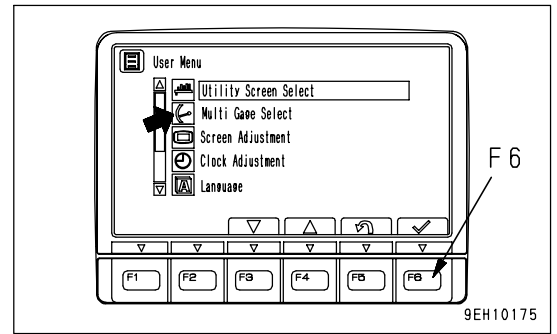 User Menu
Utility Screen Select
Multi Gage Select
Screen Adjustment
Clock Adjustment
A Language
F 6
F1 F2 F3 F4 F5 F6
9EH10175